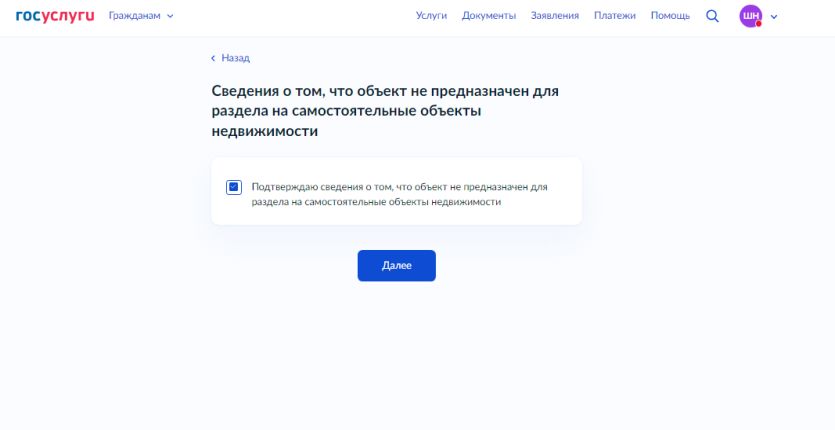 госуслуги Гражданам Услуги Документы Заявления Платежи Помощь ШН
Назад
Сведения о том, что объект не предназначен для
раздела на самостоятельные объекты
недвижимости
Подтверждаю сведения о том, что объект не предназначен для
раздела на самостоятельные объекты недвижимости
Далее